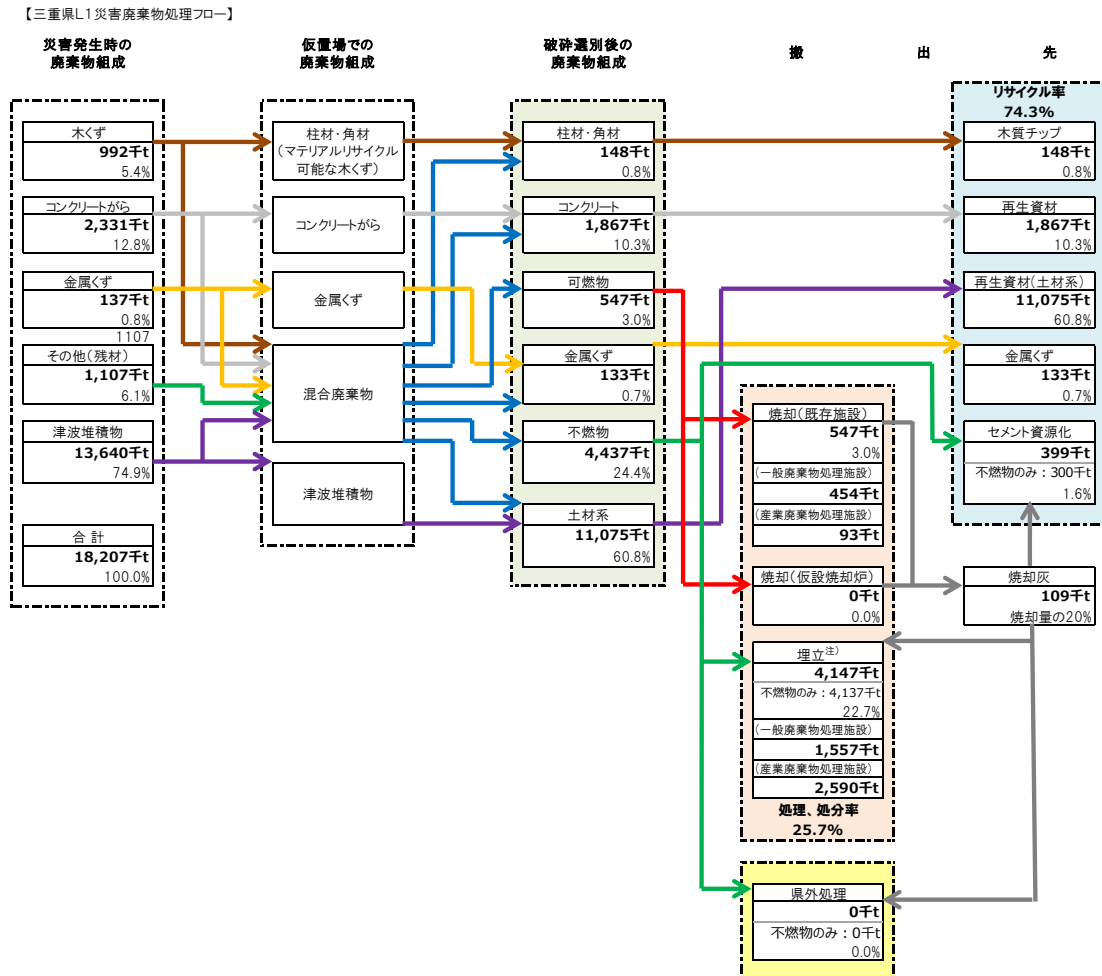 【三重県L1災害廃棄物処理フロー】
災害発生時の
廃棄物組成
仮置場での
廃棄物組成
破砕選別後の
廃棄物組成
搬 出 先
木くず
992千t
5.4%
コンクリートがら
2,331千t
12.8%
金属くず
137千t
0.8%
1107
その他(残材)
1,107千t
6.1%
津波堆積物
13,640千t
74.9%
合計
18,207千t
100.0%
柱材・角材
(マテリアルリサイクル
可能な木くず)
コンクリートがら
金属くず
混合廃棄物
津波堆積物
柱材・角材
148千t
0.8%
コンクリート
1,867千t
10.3%
可燃物
547千t
3.0%
金属くず
133千t
0.7%
不燃物
4,437千t
24.4%
土材系
11,075千t
60.8%
焼却(既存施設)
547千t
3.0%
(一般廃棄物処理施設)
454千t
(産業廃棄物処理施設)
93千t
焼却(仮設焼却炉)
0千t
0.0%
埋立注)
4,147千t
不燃物のみ:4,137千t
22.7%
(一般廃棄物処理施設)
1,557千t
(産業廃棄物処理施設)
2,590千t
処理、処分率
25.7%
県外処理
0千t
不燃物のみ:0千t
0.0%
リサイクル率
74.3%
木質チップ
148千t
0.8%
再生資材
1,867千t
10.3%
再生資材(土材系)
11,075千t
60.8%
金属くず
133千t
0.7%
セメント資源化
399千t
不燃物のみ:300千t
1.6%
焼却灰
109千t
焼却量の20%